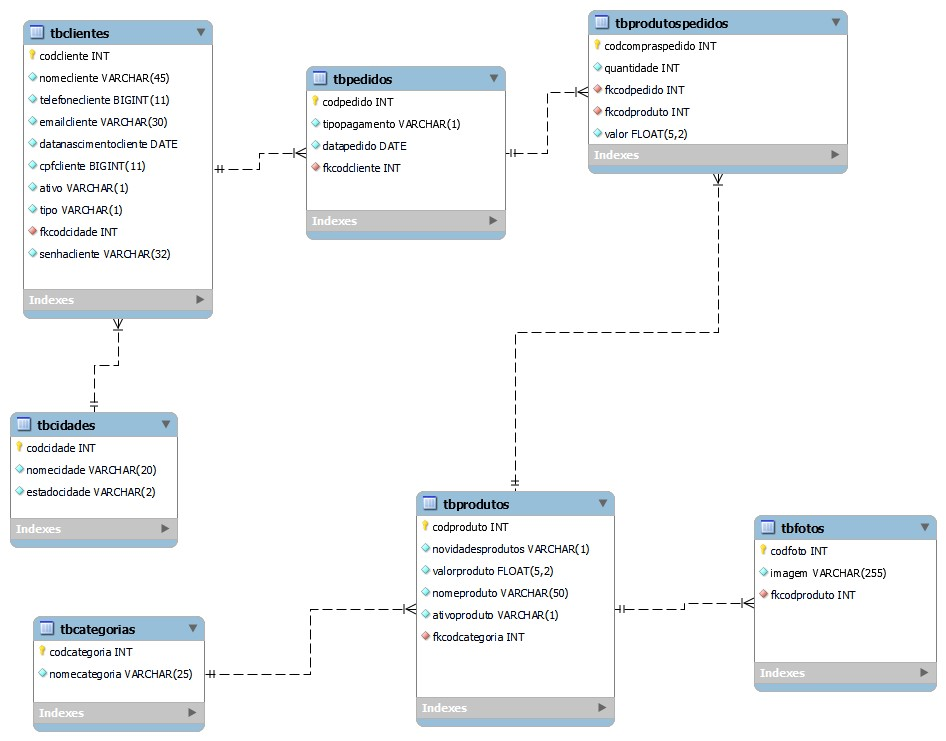 tbclientes
codcliente INT
nomecliente VARCHAR(45)
telefonecliente BIGINT(11)
emailcliente VARCHAR(30)
datanascimentocliente DATE
cpfcliente BIGINT(11)
ativo VARCHAR(1)
tipo VARCHAR(1)
fkcodcidade INT
senhacliente VARCHAR(32)
Indexes
tbpedidos
codpedido INT
tipopagamento VARCHAR(1)
datapedido DATE
fkcodcliente INT
Indexes
tbprodutospedidos
codcompraspedido INT
quantidade INT
fkcodpedido INT
fkcodproduto INT
valor FLOAT(5,2)
Indexes
tbcidades
codcidade INT
nomecidade VARCHAR(20)
estadocidade VARCHAR(2)
Indexes
tbprodutos
codproduto INT
novidadesprodutos VARCHAR(1)
valorproduto FLOAT(5,2)
nomeproduto VARCHAR(50)
ativoproduto VARCHAR(1)
fkcodcategoria INT
Indexes
tbfotos
codfoto INT
imagem VARCHAR(255)
fkcodproduto INT
Indexes
tbcategorias
codcategoria INT
nomecategoria VARCHAR(25)
Indexes